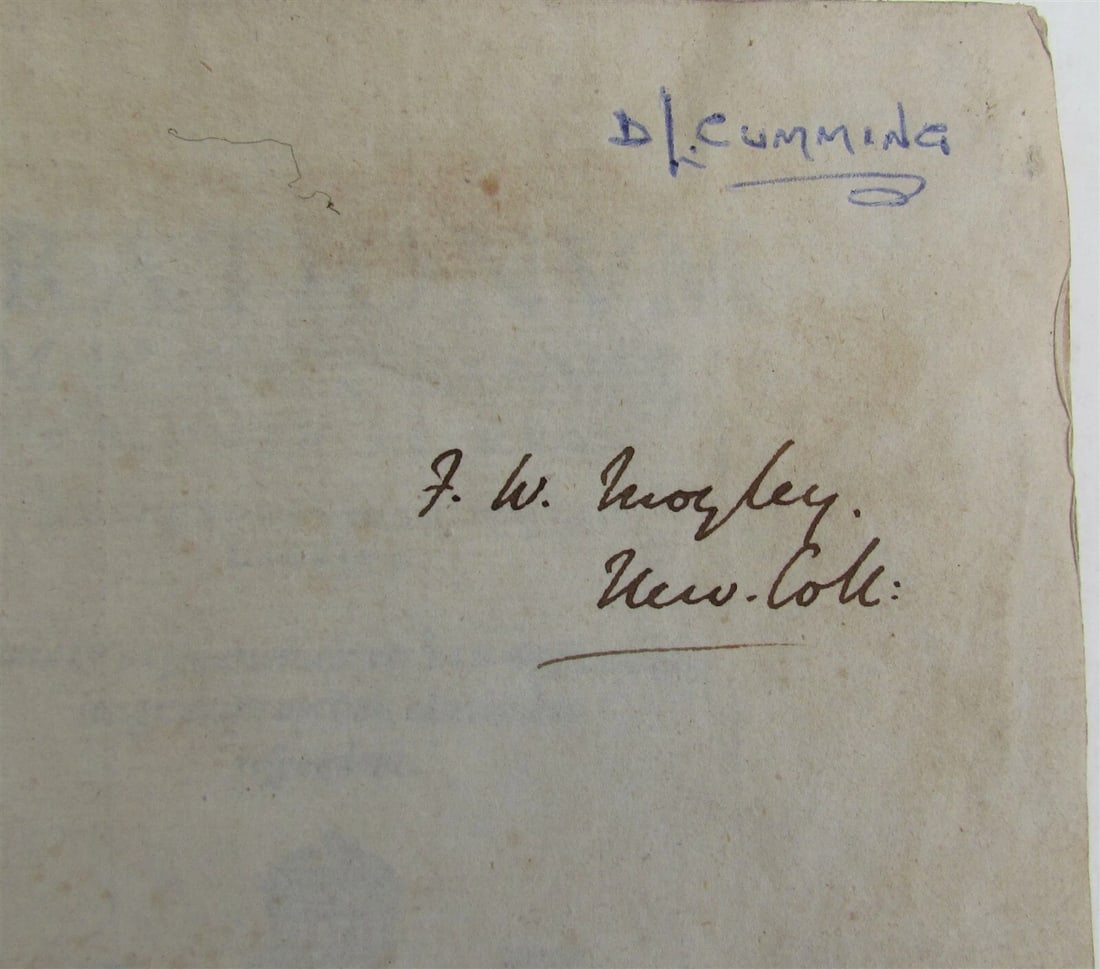 D L. CUMMING
F. W. Mozley.
New. Coll: